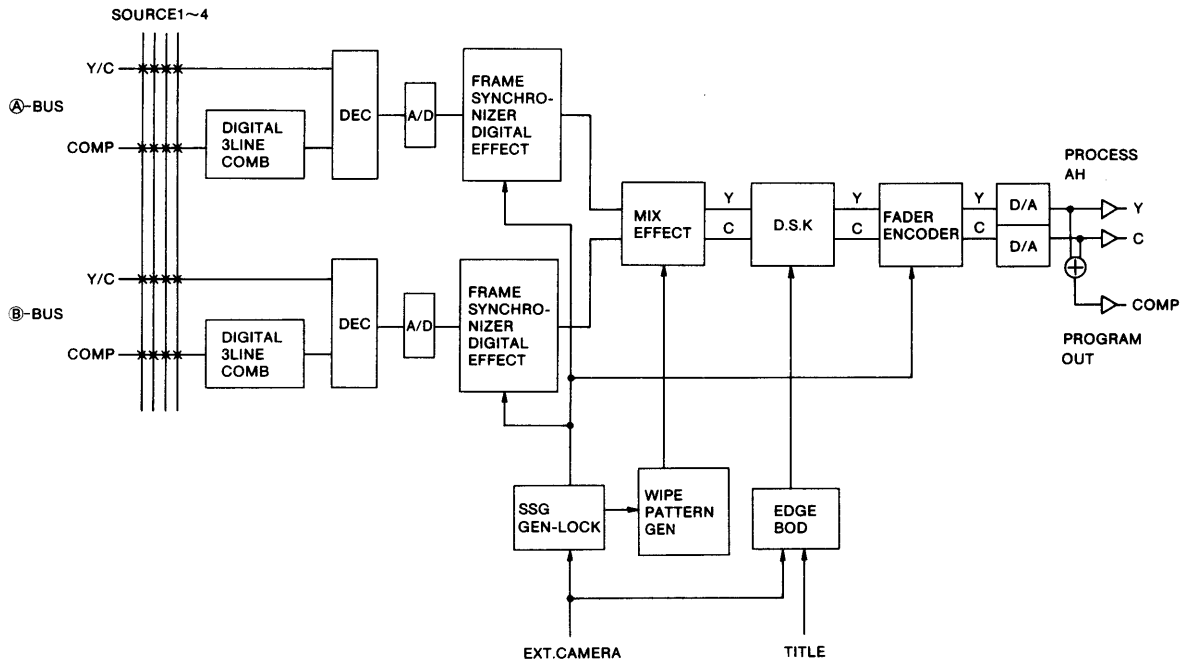 SOURCE1~4
Y/C
Ⓐ-BUS
COMP
DIGITAL
3LINE
COMB
DEC
A/D
FRAME
SYNCHRO-
NIZER
DIGITAL
EFFECT
Y/C
Ⓑ-BUS
COMP
DIGITAL
3LINE
COMB
DEC
A/D
FRAME
SYNCHRO-
NIZER
DIGITAL
EFFECT
MIX
EFFECT
Y
C
D.S.K
Y
C
FADER
ENCODER
Y
C
D/A
D/A
PROCESS
AH
Y
C
COMP
PROGRAM
OUT
SSG
GEN-LOCK
WIPE
PATTERN
GEN
EDGE
BOD
EXT.CAMERA
TITLE